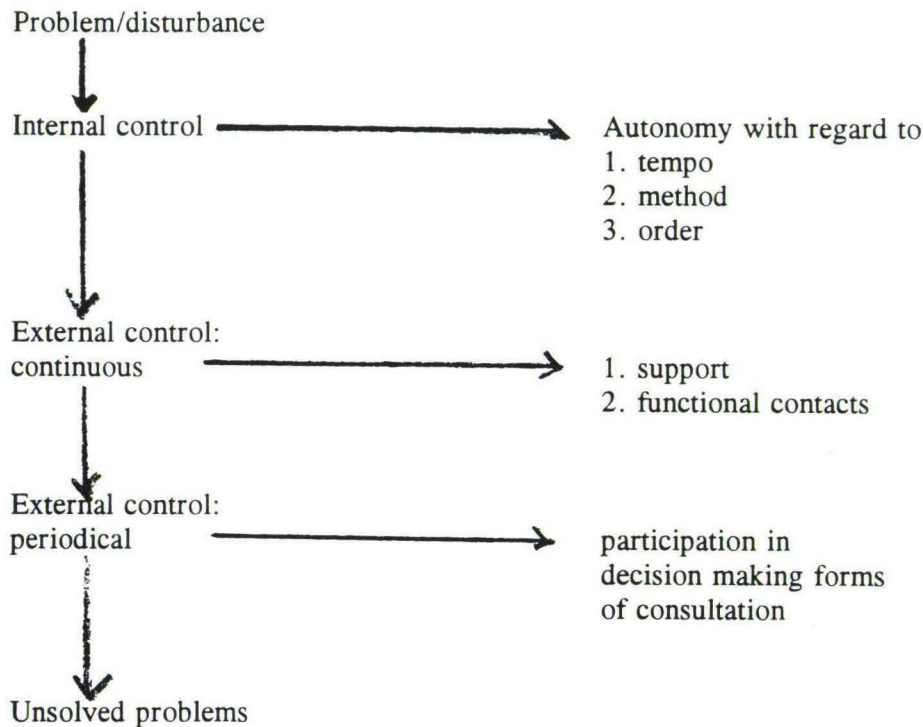 Problem/disturbance
Internal control
Autonomy with regard to
1. tempo
2. method
3. order
External control:
continuous
1. support
2. functional contacts
External control:
periodical
participation in
decision making forms
of consultation
Unsolved problems